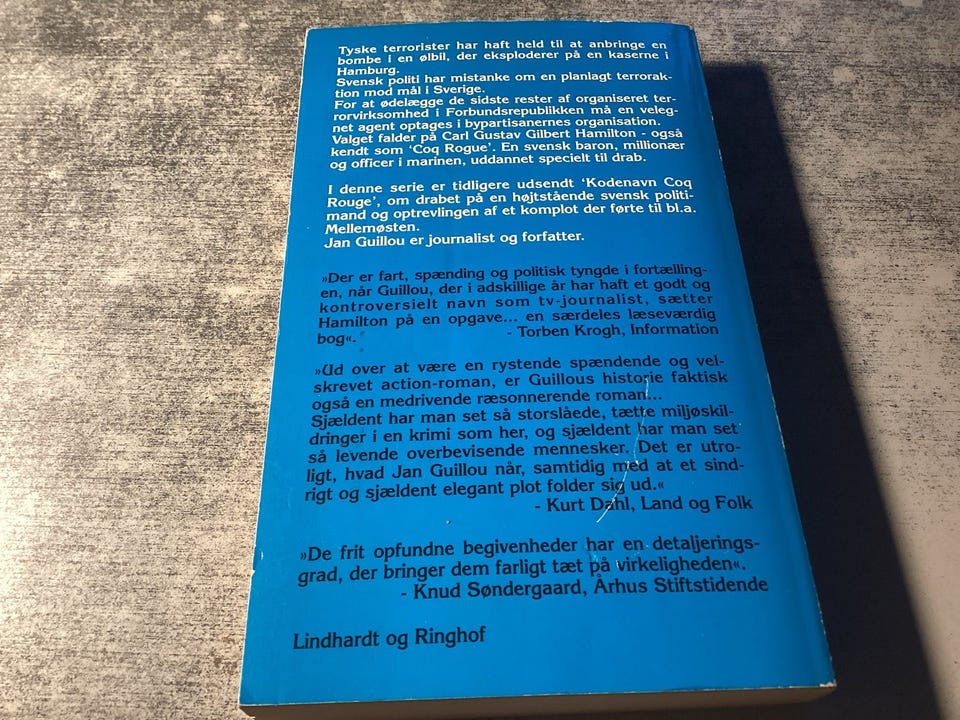 Tyske terrorister har haft held til at anbringe en
bombe i en ølbil, der eksploderer på en kaserne i
Hamburg.
Svensk politi har mistanke om en planlagt terrorak-
tion mod mål i Sverige.
For at ødelægge de sidste rester af organiseret ter-
rorvirksomhed i Forbundsrepublikken må en veleg-
net agent optages i bypartisanernes organisation.
Valget falder på Carl Gustav Gilbert Hamilton - også
kendt som 'Coq Rogue'. En svensk baron, millionær
og officer i marinen, uddannet specielt til drab.
I denne serie er tidligere udsendt 'Kodenavn Coq
Rouge', om drabet på en højtstående svensk politi-
mand og optrevlingen af et komplot der førte til bl.a.
Mellemøsten.
Jan Guillou er journalist og forfatter.
»Der er fart, spænding og politisk tyngde i fortælling-
en, når Guillou, der i adskillige år har haft et godt og
kontroversielt navn som tv-journalist, sætter
Hamilton på en opgave... en særdeles læseværdig
bog«. - Torben Krogh, Information
»Ud over at være en rystende spændende og vel-
skrevet action-roman, er Guillous historie faktisk
også en medrivende ræsonnerende roman...
Sjældent har man set så storslåede, tætte miljøskil-
dringer i en krimi som her, og sjældent har man set
så levende overbevisende mennesker. Det er utro-
ligt, hvad Jan Guillou når, samtidig med at et sind-
rigt og sjældent elegant plot folder sig ud.«
- Kurt Dahl, Land og Folk
»De frit opfundne begivenheder har en detaljerings-
grad, der bringer dem farligt tæt på virkeligheden«.
- Knud Søndergaard, Århus Stiftstidende
Lindhardt og Ringhof